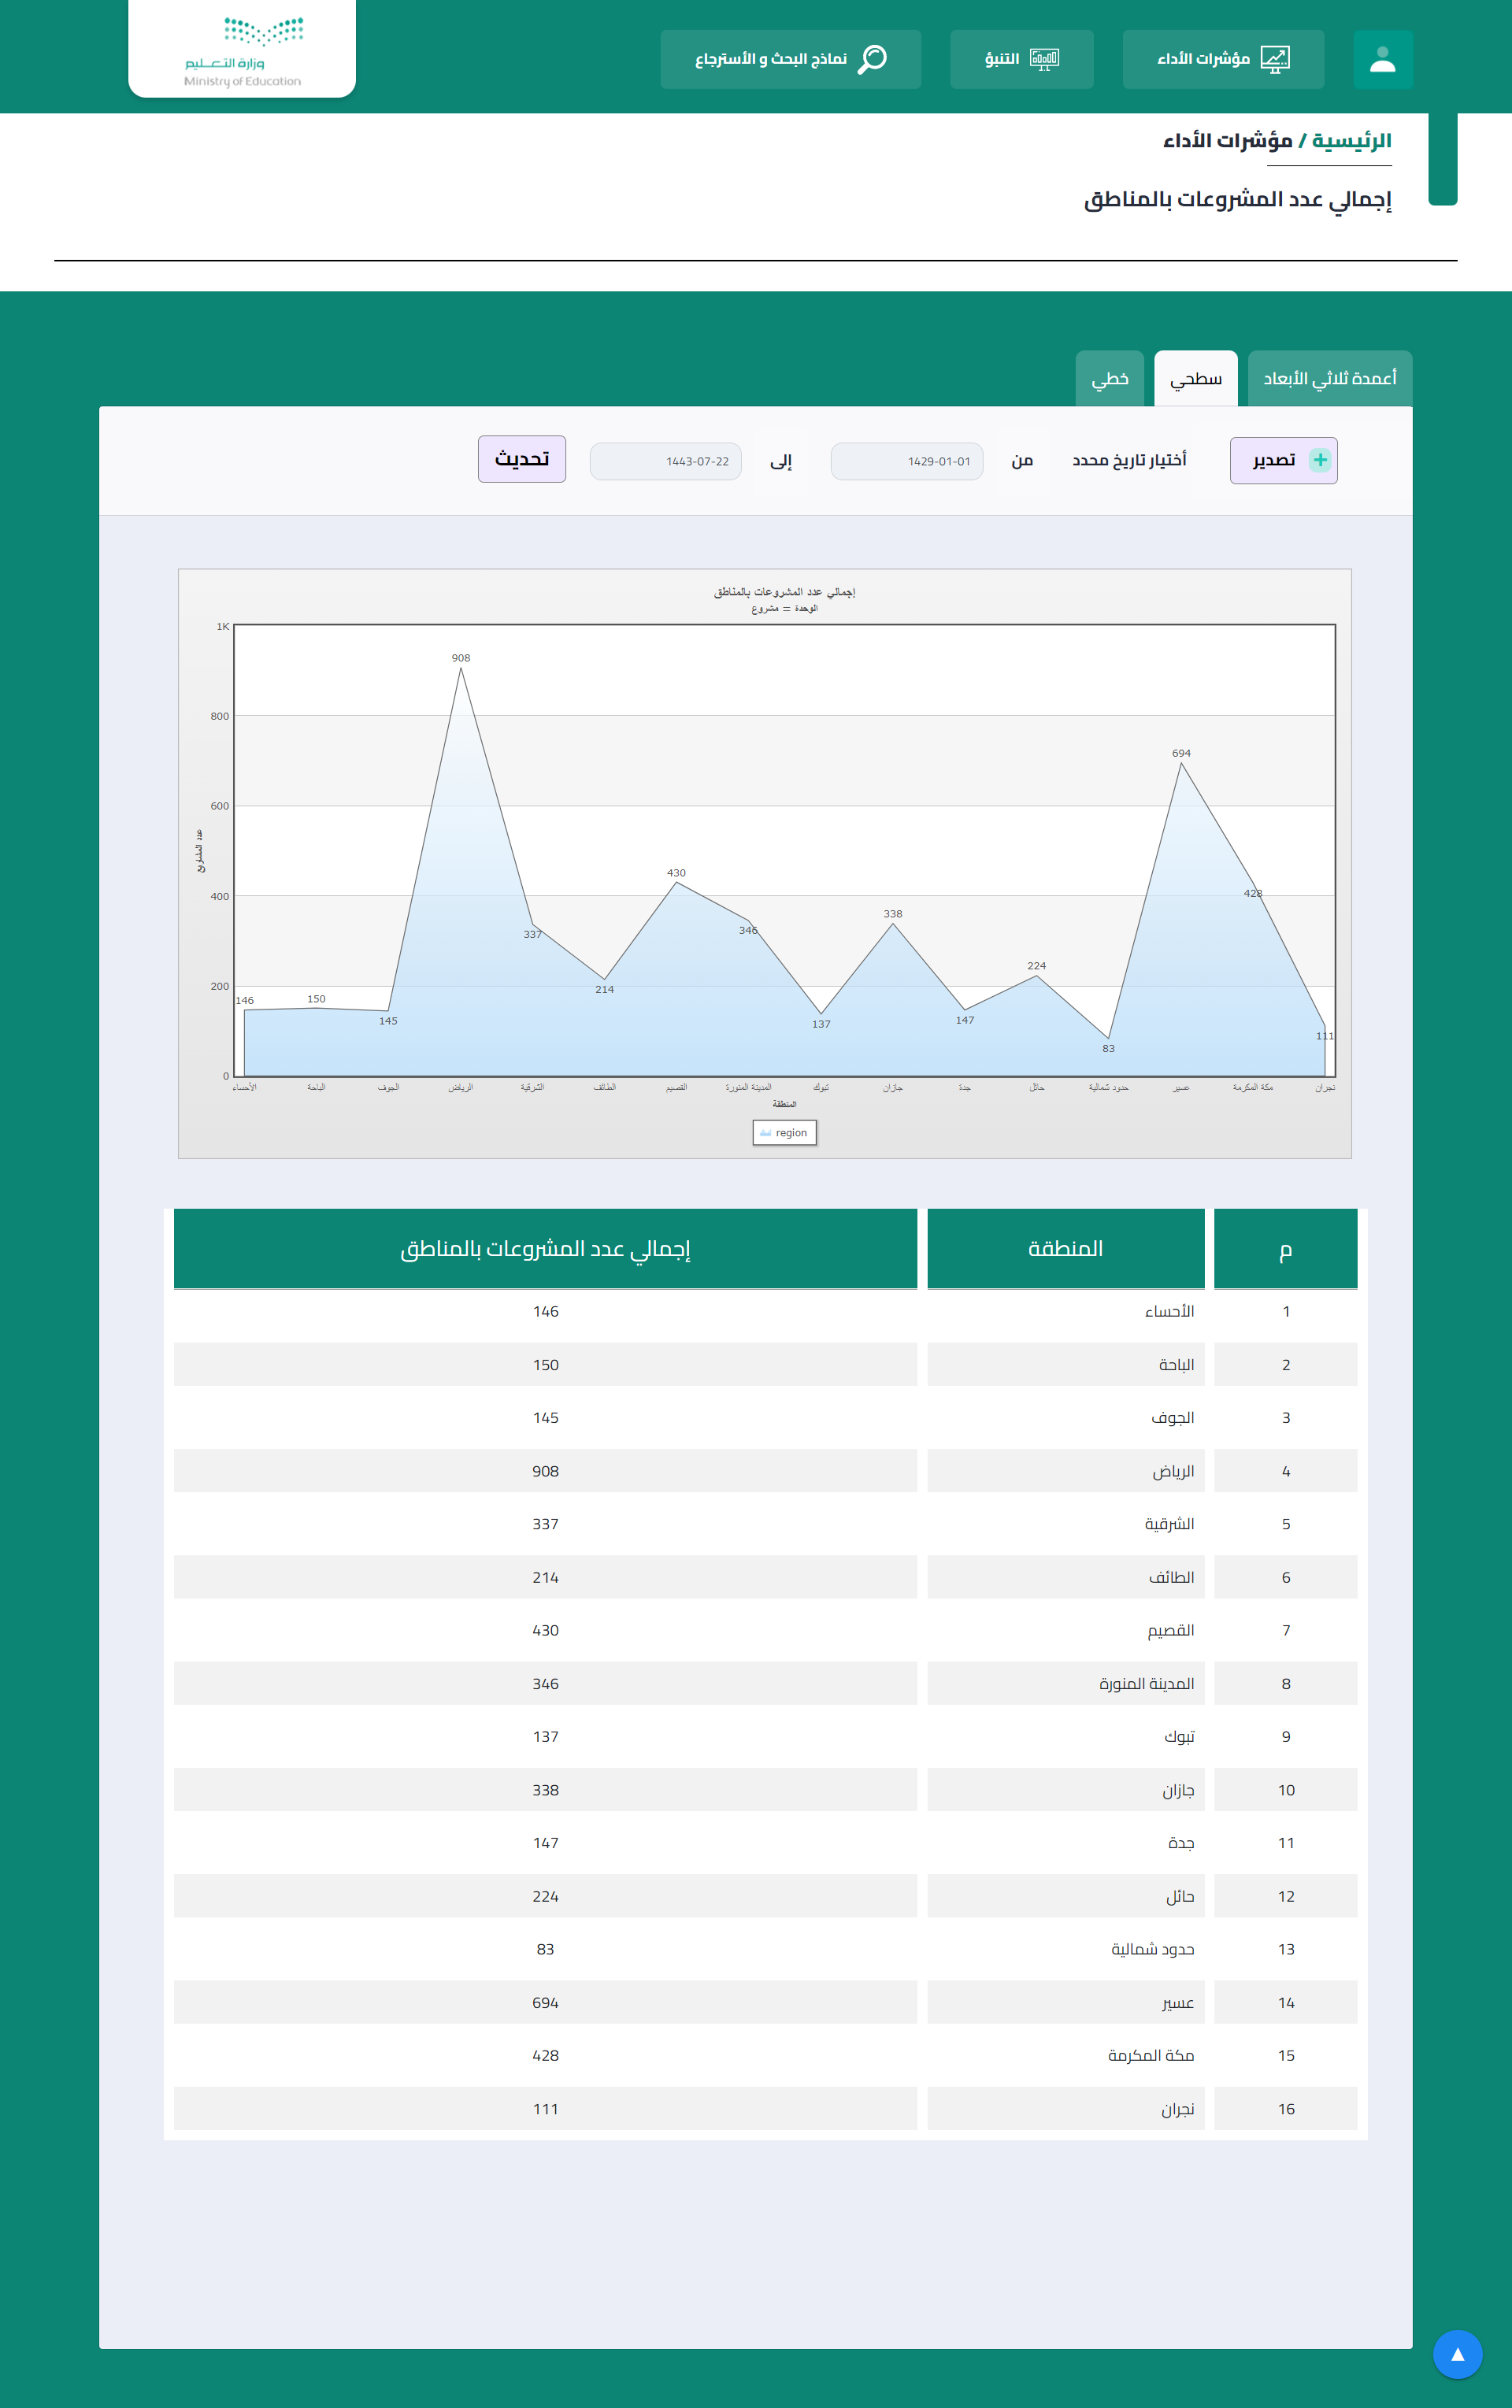 مؤشرات الأداء
التنبؤ
نماذج البحث و الأسترجاع
وزارة التعليم
Ministry of Education
الرئيسية / مؤشرات الأداء
إجمالي عدد المشروعات بالمناطق
أعمدة ثلاثي الأبعاد
سطحي
خطي
تصدير
أختيار تاريخ محدد
من
1429-01-01
إلى
1443-07-22
تحديث
إجمالي عدد المشروعات بالمناطق
الوحدة = مشروع
1K
800
600
400
200
0
عدد المشاريع
146
150
145
908
337
214
430
346
137
338
147
224
83
694
428
111
الأحساء
الباحة
الجوف
الرياض
الشرقية
الطائف
القصيم
المدينة المنورة
تبوك
جازان
جدة
حائل
حدود شمالية
عسير
مكة المكرمة
نجران
المنطقة
region
م المنطقة إجمالي عدد المشروعات بالمناطق
1 الأحساء 146
2 الباحة 150
3 الجوف 145
4 الرياض 908
5 الشرقية 337
6 الطائف 214
7 القصيم 430
8 المدينة المنورة 346
9 تبوك 137
10 جازان 338
11 جدة 147
12 حائل 224
13 حدود شمالية 83
14 عسير 694
15 مكة المكرمة 428
16 نجران 111